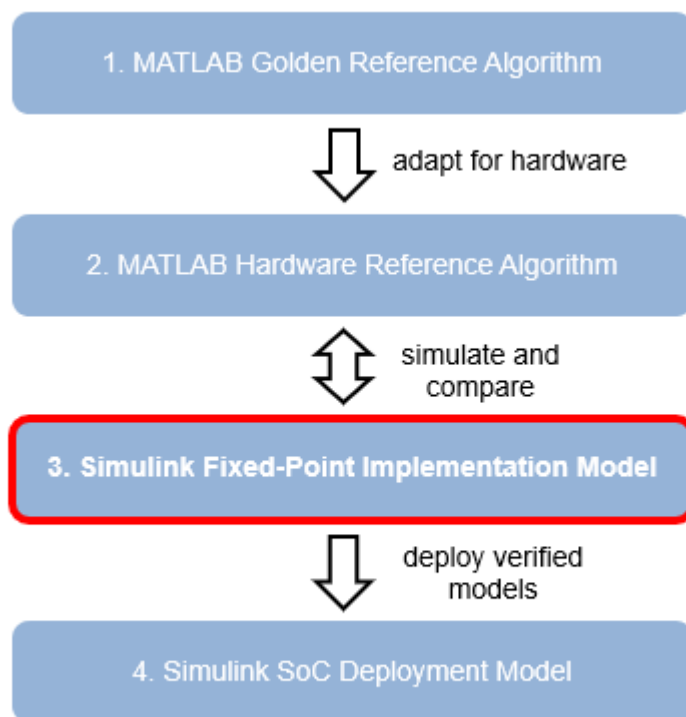 1. MATLAB Golden Reference Algorithm
adapt for hardware
2. MATLAB Hardware Reference Algorithm
simulate and
compare
3. Simulink Fixed-Point Implementation Model
deploy verified
models
4. Simulink SoC Deployment Model